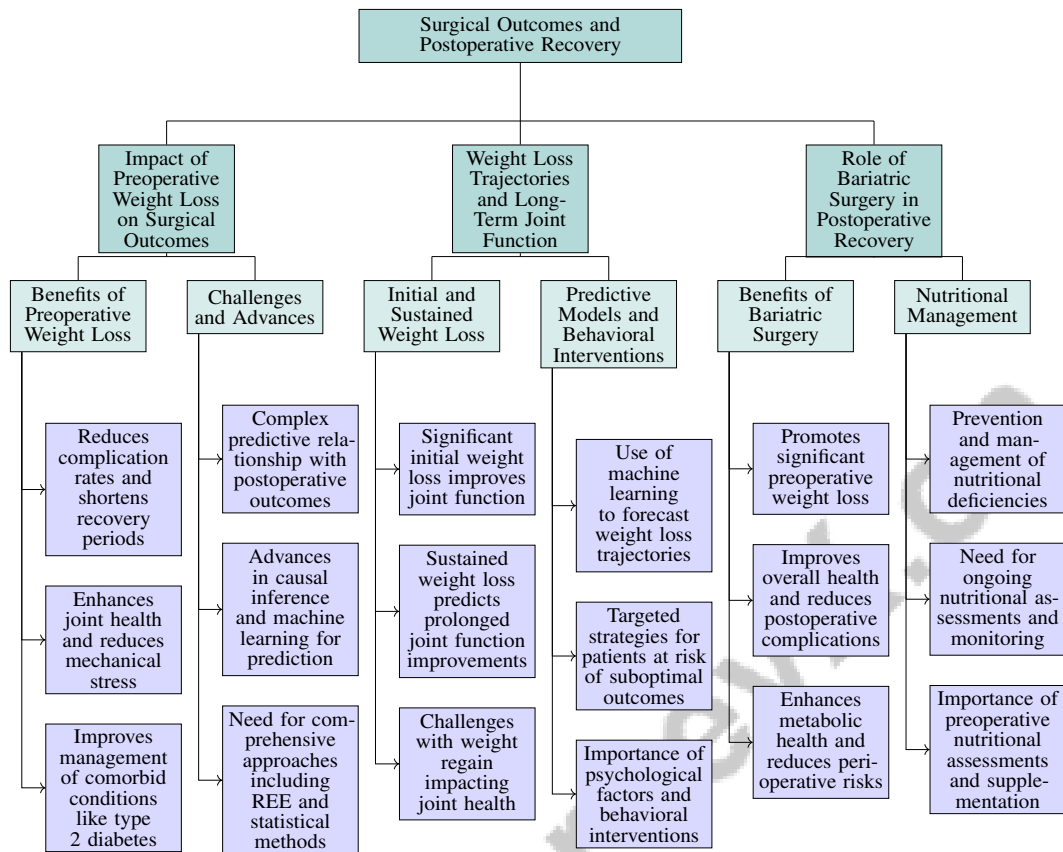 Surgical Outcomes and
Postoperative Recovery
Impact of
Preoperative
Weight Loss
on Surgical
Outcomes
Weight Loss
Trajectories
and Long-
Term Joint
Function
Role of
Bariatric
Surgery in
Postoperative
Recovery
Benefits of
Preoperative
Weight Loss
Challenges
and Advances
Initial and
Sustained
Weight Loss
Predictive
Models and
Behavioral
Interventions
Benefits of
Bariatric
Surgery
Nutritional
Management
Reduces
complication
rates and
shortens
recovery
periods
Enhances
joint health
and reduces
mechanical
stress
Improves
management
of comorbid
conditions
like type
2 diabetes
Complex
predictive rela-
tionship with
postoperative
outcomes
Advances
in causal
inference
and machine
learning for
prediction
Need for com-
prehensive
approaches
including
REE and
statistical
methods
Significant
initial weight
loss improves
joint function
Sustained
weight loss
predicts
prolonged
joint function
improvements
Challenges
with weight
regain
impacting
joint health
Use of
machine
learning
to forecast
weight loss
trajectories
Targeted
strategies for
patients at risk
of suboptimal
outcomes
Importance of
psychological
factors and
behavioral
interventions
Promotes
significant
preoperative
weight loss
Improves
overall health
and reduces
postoperative
complications
Enhances
metabolic
health and
reduces peri-
operative risks
Prevention
and man-
agement of
nutritional
deficiencies
Need for
ongoing
nutritional as-
sessments and
monitoring
Importance of
preoperative
nutritional
assessments
and supple-
mentation